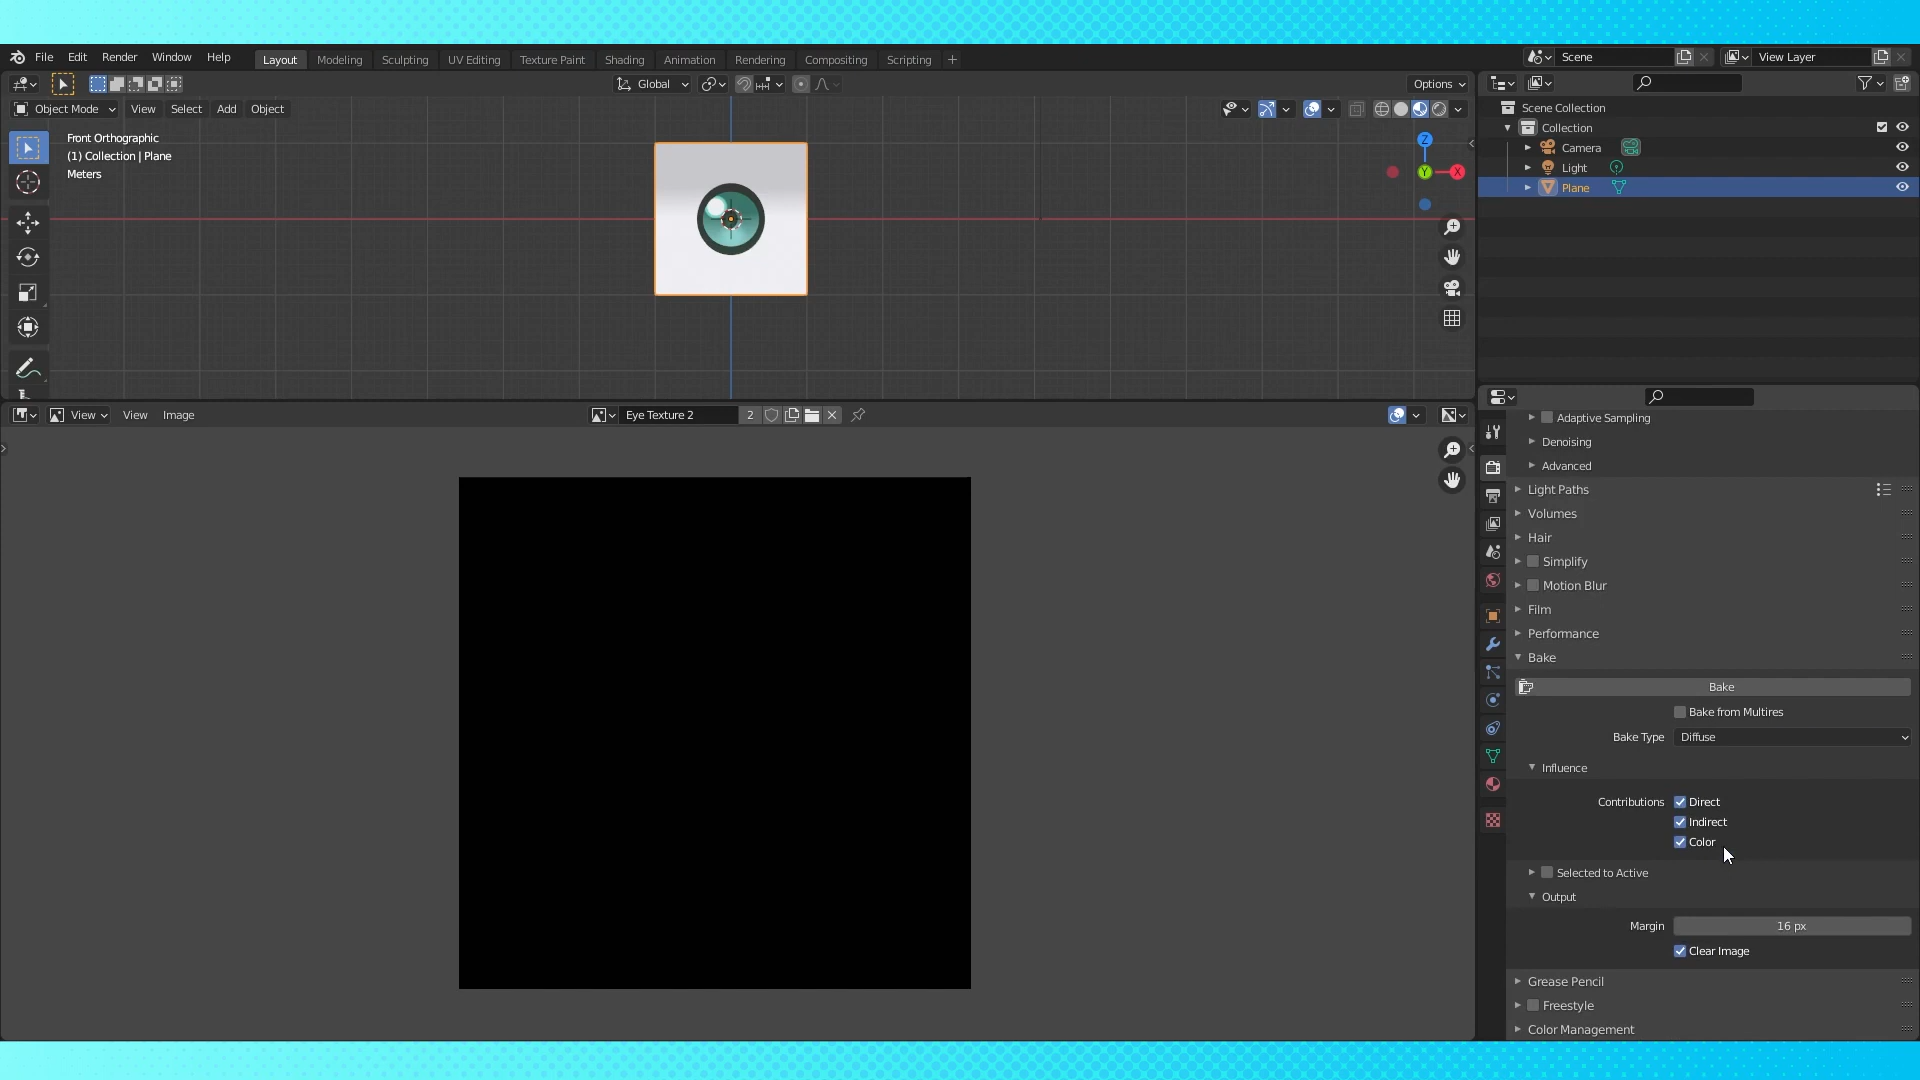 File Edit Render Window Help Layout Modeling Sculpting UV Editing Texture Paint Shading Animation Rendering Compositing Scripting + Scene View Layer
Global Options
Object Mode View Select Add Object
Front Orthographic
(1) Collection | Plane
Meters
Z
Y X
Scene Collection
Collection
Camera
Light
Plane
View View Image Eye Texture 2 2
Adaptive Sampling
Denoising
Advanced
Light Paths
Volumes
Hair
Simplify
Motion Blur
Film
Performance
Bake
Bake
Bake from Multires
Bake Type Diffuse
Influence
Contributions Direct
Indirect
Color
Selected to Active
Output
Margin 16 px
Clear Image
Grease Pencil
Freestyle
Color Management